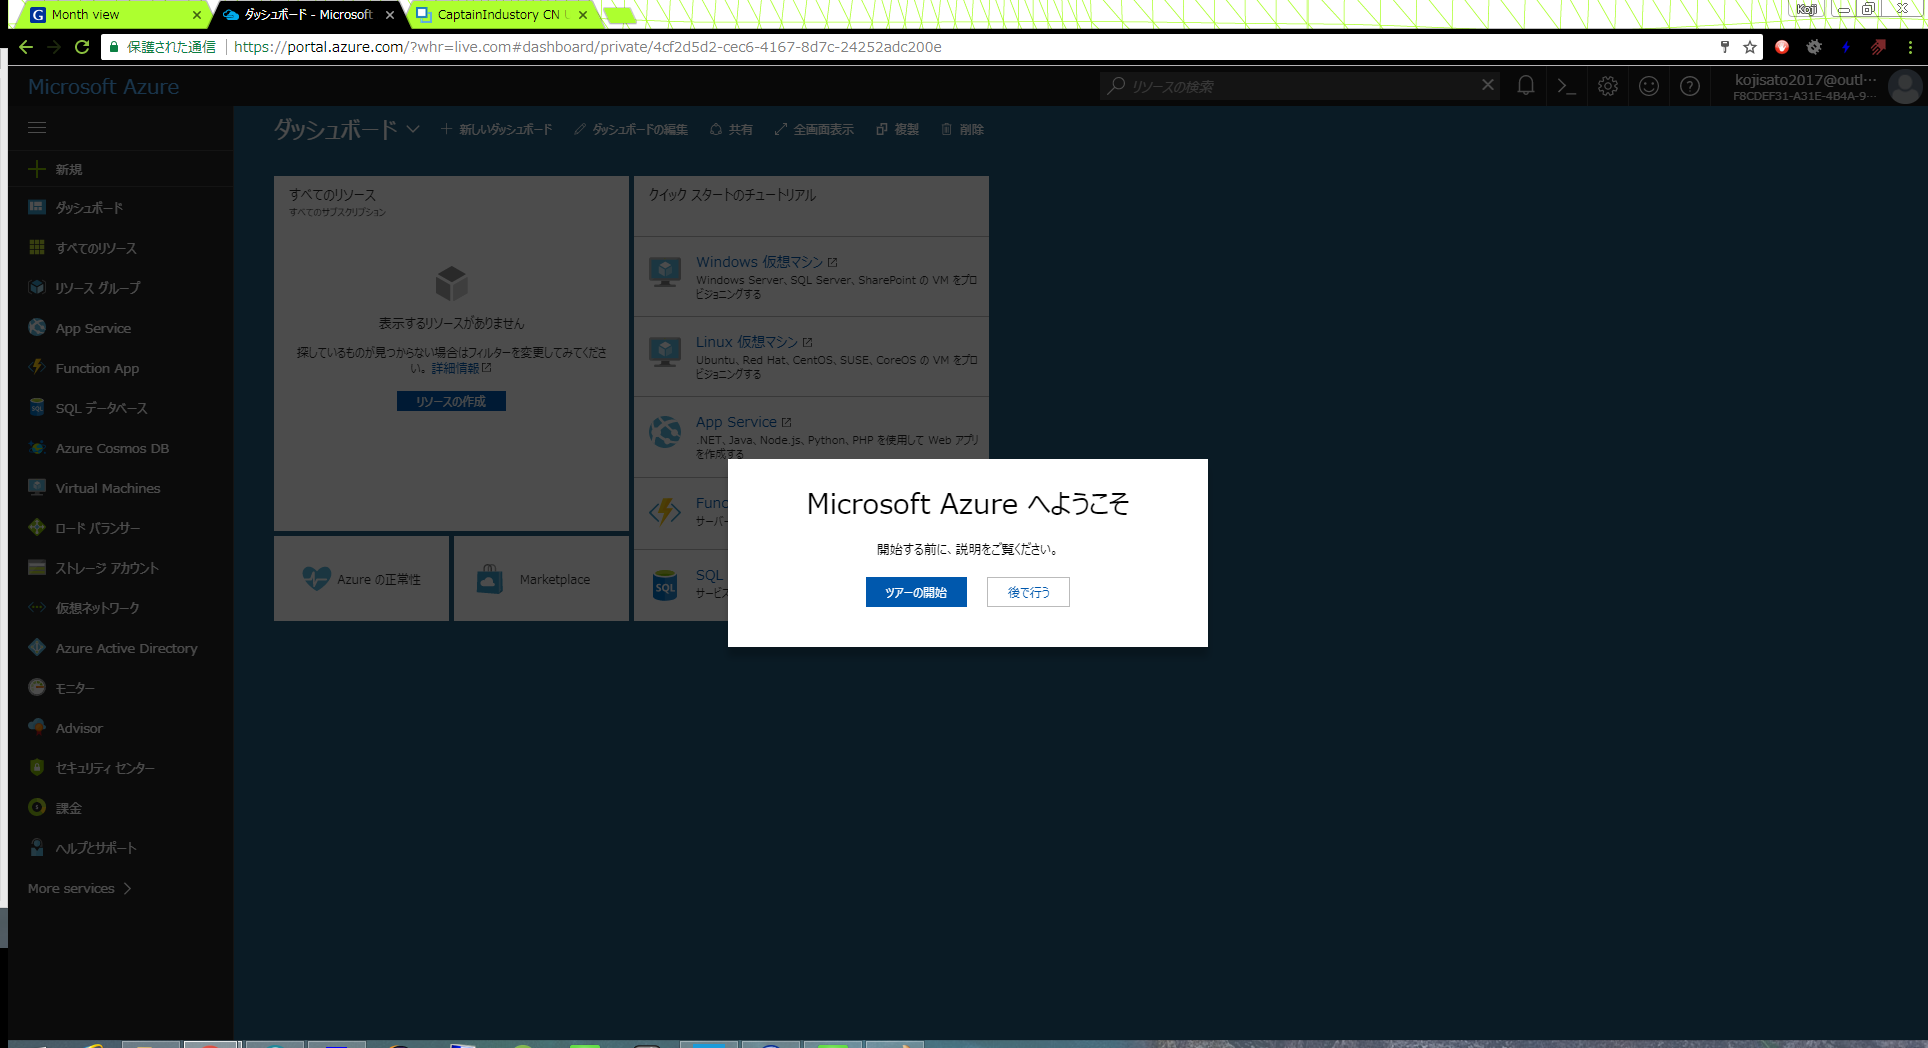 Month view
ダッシュボード - Microsoft
CaptainIndustory CN U
Koji
保護された通信
https://portal.azure.com/?whr=live.com#dashboard/private/4cf2d5d2-cec6-4167-8d7c-24252adc200e
Microsoft Azure
リソースの検索
kojisato2017@outl…
F8CDEF31-A31E-4B4A-9…
ダッシュボード
新しいダッシュボード
ダッシュボードの編集
共有
全画面表示
複製
削除
新規
ダッシュボード
すべてのリソース
リソース グループ
App Service
Function App
SQL データベース
Azure Cosmos DB
Virtual Machines
ロード バランサー
ストレージ アカウント
仮想ネットワーク
Azure Active Directory
モニター
Advisor
セキュリティ センター
課金
ヘルプとサポート
More services
すべてのリソース
すべてのサブスクリプション
表示するリソースがありません
探しているものが見つからない場合はフィルターを変更してみてくださ
い。詳細情報
リソースの作成
Azure の正常性
Marketplace
クイック スタートのチュートリアル
Windows 仮想マシン
Windows Server、SQL Server、SharePoint の VM をプロ
ビジョニングする
Linux 仮想マシン
Ubuntu、Red Hat、CentOS、SUSE、CoreOS の VM をプロ
ビジョニングする
App Service
.NET、Java、Node.js、Python、PHP を使用して Web アプリ
を作成する
Func
サーバー
SQL
SQL
サービス
Microsoft Azure へようこそ
開始する前に、説明をご覧ください。
ツアーの開始
後で行う